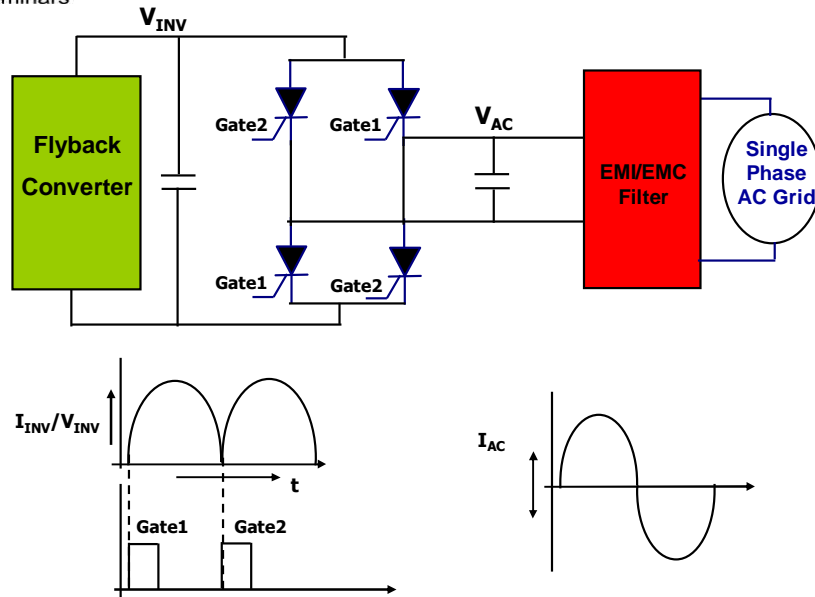 minars
V_INV
Flyback
Converter
Gate2
Gate1
Gate1
Gate2
V_AC
EMI/EMC
Filter
Single
Phase
AC Grid
I_INV/V_INV
t
Gate1
Gate2
I_AC